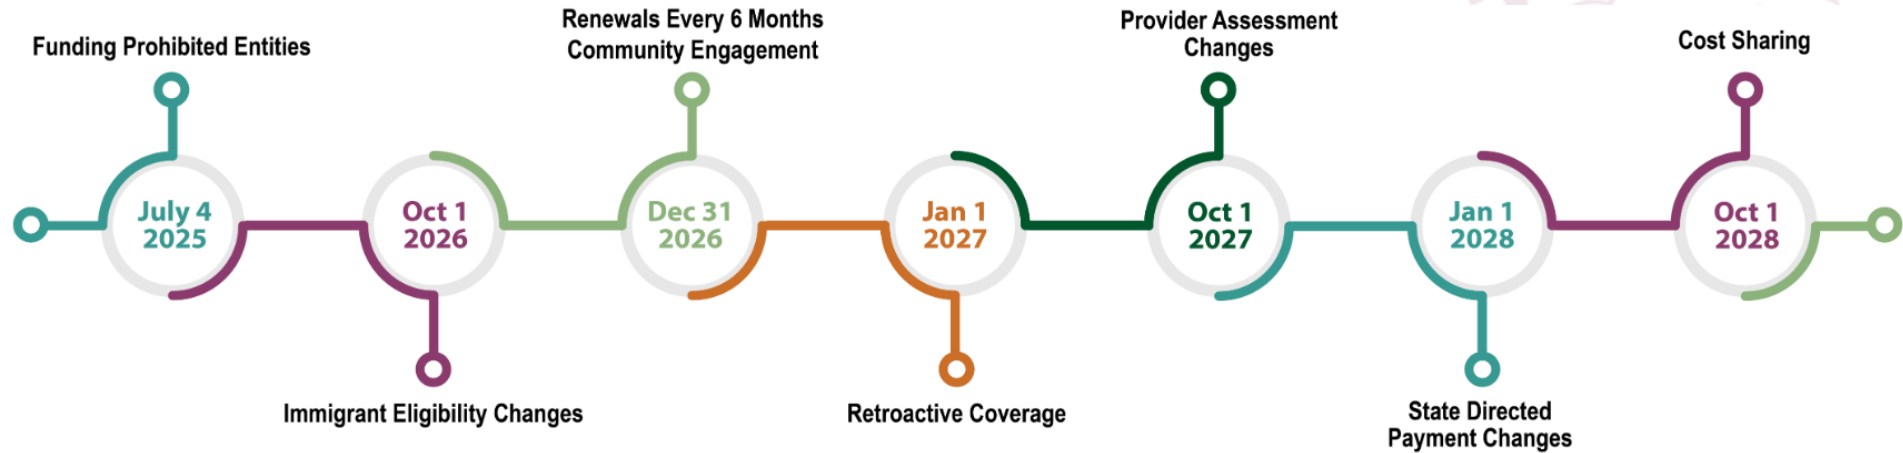 Funding Prohibited Entities
July 4
2025
Oct 1
2026
Immigrant Eligibility Changes
Renewals Every 6 Months
Community Engagement
Dec 31
2026
Jan 1
2027
Retroactive Coverage
Provider Assessment
Changes
Oct 1
2027
Jan 1
2028
State Directed
Payment Changes
Cost Sharing
Oct 1
2028